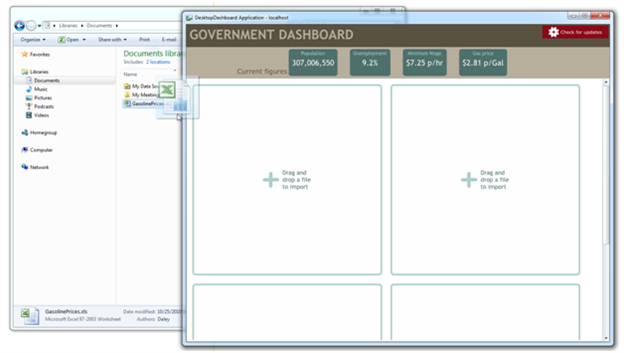 Libraries ▸ Documents ▸
Organize ▾ Open ▾ Share with ▾ Print E-mail
Favorites
Libraries
Documents
Music
Pictures
Podcasts
Videos
Homegroup
Computer
Network
Documents libra
Includes: 2 locations
Name
My Data So
My Meeting
GasolinePrices
GasolinePrices.xls
Date modified: 10/25/201
Microsoft Excel 97-2003 Worksheet
Authors: Daley
DesktopDashboard Application - localhost
GOVERNMENT DASHBOARD
Check for updates
Current figures
Population
307,006,550
Unemployment
9.2%
Minimum Wage
$7.25 p/hr
Gas price
$2.81 p/Gal
Drag and
drop a file
to import
Drag and
drop a file
to import